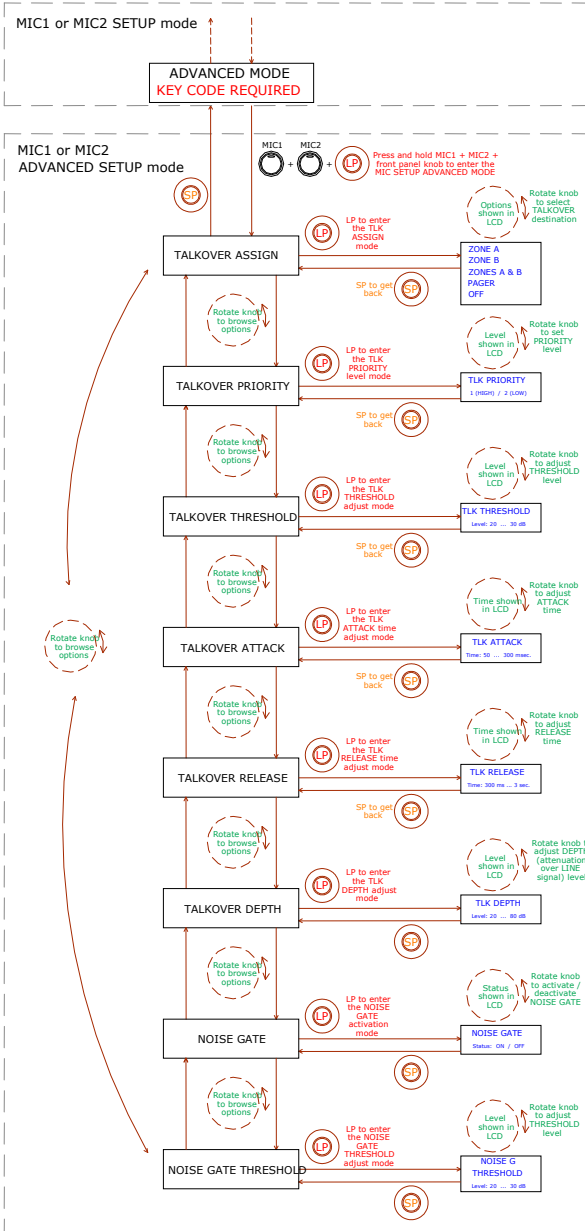 MIC1 or MIC2 SETUP mode
ADVANCED MODE
KEY CODE REQUIRED
MIC1 or MIC2
ADVANCED SETUP mode
MIC1
MIC2
+
+
LP
Press and hold MIC1 + MIC2 +
front panel knob to enter the
MIC SETUP ADVANCED MODE
SP
TALKOVER ASSIGN
LP
LP to enter
the TLK
ASSIGN
mode
SP to get
back
SP
Options
shown in
LCD
Rotate knob
to select
TALKOVER
destination
ZONE A
ZONE B
ZONES A & B
PAGER
OFF
Rotate knob
to browse
options
TALKOVER PRIORITY
LP
LP to enter
the TLK
PRIORITY
level mode
SP to get
back
SP
Level
shown in
LCD
Rotate knob
to set
PRIORITY
level
TLK PRIORITY
1 (HIGH) / 2 (LOW)
Rotate knob
to browse
options
TALKOVER THRESHOLD
LP
LP to enter
the TLK
THRESHOLD
adjust mode
SP to get
back
SP
Level
shown in
LCD
Rotate knob
to adjust
THRESHOLD
level
TLK THRESHOLD
Level: 20 ... 30 dB
Rotate knob
to browse
options
Rotate knob
to browse
options
TALKOVER ATTACK
LP
LP to enter
the TLK
ATTACK time
adjust mode
SP to get
back
SP
Time shown
in LCD
Rotate knob
to adjust
ATTACK
time
TLK ATTACK
Time: 50 ... 300 msec.
Rotate knob
to browse
options
TALKOVER RELEASE
LP
LP to enter
the TLK
RELEASE time
adjust mode
SP to get
back
SP
Time shown
in LCD
Rotate knob
to adjust
RELEASE
time
TLK RELEASE
Time: 300 ms ... 3 sec.
Rotate knob
to browse
options
TALKOVER DEPTH
LP
LP to enter
the TLK
DEPTH adjust
mode
SP
Level
shown in
LCD
Rotate knob
adjust DEPTH
(attenuation
over LINE
signal) level
TLK DEPTH
Level: 20 ... 80 dB
Rotate knob
to browse
options
NOISE GATE
LP
LP to enter
the NOISE
GATE
activation
mode
SP
Status
shown in
LCD
Rotate knob
to activate /
deactivate
NOISE GATE
NOISE GATE
Status: ON / OFF
Rotate knob
to browse
options
NOISE GATE THRESHOLD
LP
LP to enter
the NOISE
GATE
THRESHOLD
adjust mode
SP
Level
shown in
LCD
Rotate knob
to adjust
THRESHOLD
level
NOISE G
THRESHOLD
Level: 20 ... 30 dB